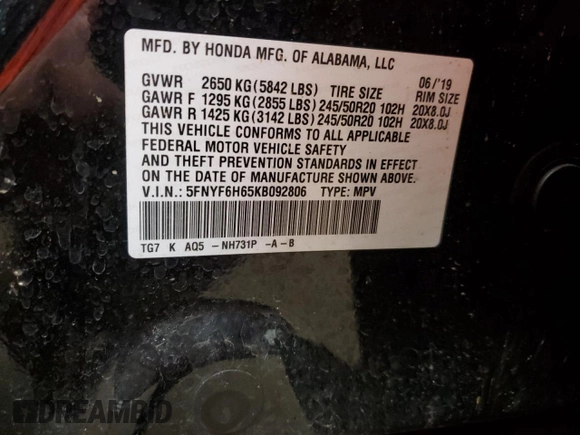 MFD. BY HONDA MFG. OF ALABAMA, LLC
GVWR 2650 KG(5842 LBS) TIRE SIZE 06/'19 RIM SIZE
GAWR F 1295 KG(2855 LBS)245/50R20 102H 20X8.0J
GAWR R 1425 KG(3142 LBS)245/50R20 102H 20X8.0J
THIS VEHICLE CONFORMS TO ALL APPLICABLE
FEDERAL MOTOR VEHICLE SAFETY
AND THEFT PREVENTION STANDARDS IN EFFECT
ON THE DATE OF MANUFACTURE SHOWN ABOVE.
V.I.N.: 5FNYF6H65KB092806 TYPE: MPV
TG7 K AQ5 -NH731P -A-B
DREAMBID